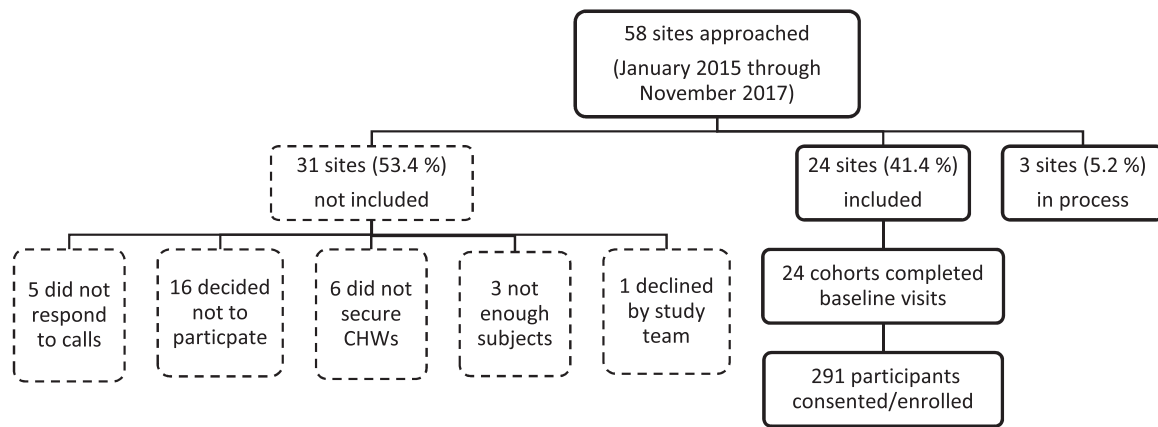 58 sites approached
(January 2015 through
November 2017)
31 sites (53.4 %)
not included
24 sites (41.4 %)
included
3 sites (5.2 %)
in process
5 did not
respond
to calls
16 decided
not to
particpate
6 did not
secure
CHWs
3 not
enough
subjects
1 declined
by study
team
24 cohorts completed
baseline visits
291 participants
consented/enrolled